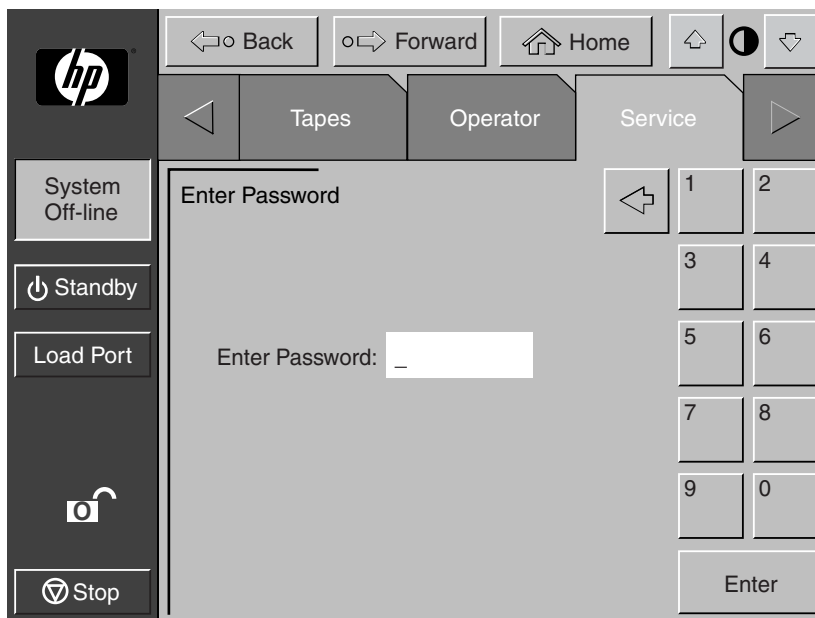 hp
Back
Forward
Home
Tapes
Operator
Service
System
Off-line
Standby
Load Port
O
Stop
Enter Password
Enter Password: _
1
2
3
4
5
6
7
8
9
0
Enter